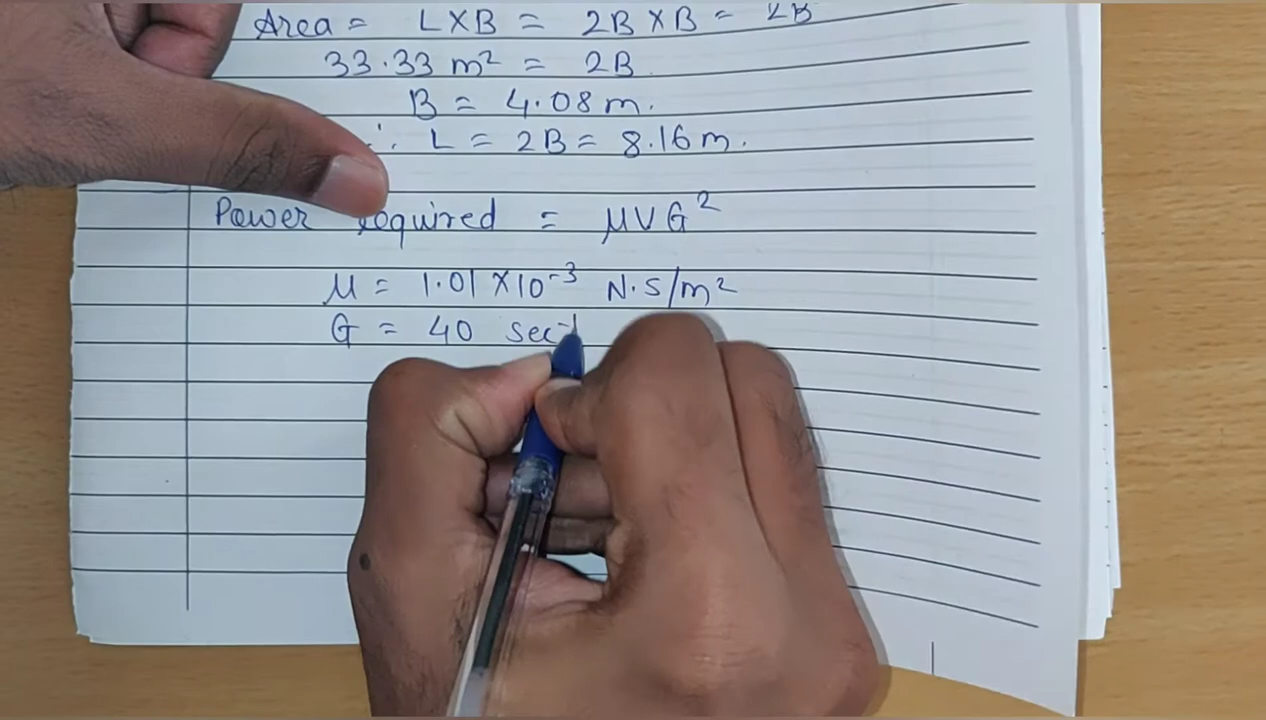 Area = L×B = 2B×B = 2B
33.33 m² = 2B
B = 4.08 m.
∴ L = 2B = 8.16 m.
Power required = μVG²
μ = 1.01×10⁻³ N.S/m²
G = 40 sec⁻¹